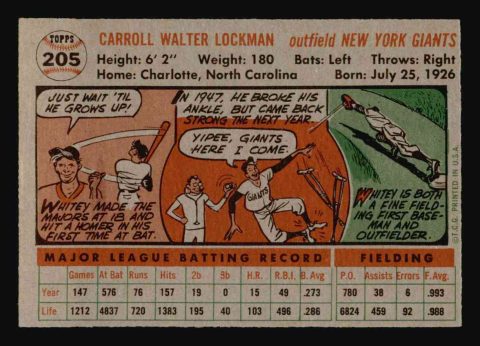 TOPPS
205
CARROLL WALTER LOCKMAN outfield NEW YORK GIANTS
Height: 6' 2" Weight: 180 Bats: Left Throws: Right
Home: Charlotte, North Carolina Born: July 25, 1926
JUST WAIT 'TIL
HE GROWS UP!
WHITEY MADE THE
MAJORS AT 18 AND
HIT A HOMER IN HIS
FIRST TIME AT BAT.
IN 1947, HE BROKE HIS
ANKLE, BUT CAME BACK
STRONG THE NEXT YEAR.
YIPEE, GIANTS
HERE I COME.
GIANTS
WHITEY IS BOTH
A FINE FIELD-
ING FIRST BASE-
MAN AND
OUTFIELDER.
©T.C.G. PRINTED IN U.S.A.
MAJOR LEAGUE BATTING RECORD FIELDING
Games At Bat Runs Hits 2b 3b H.R. R.B.I. B.Avg P.O. Assists Errors F.Avg.
Year 147 576 76 157 19 0 15 49 .273 780 38 6 .993
Life 1212 4837 720 1383 195 40 103 496 .286 6824 459 92 .988